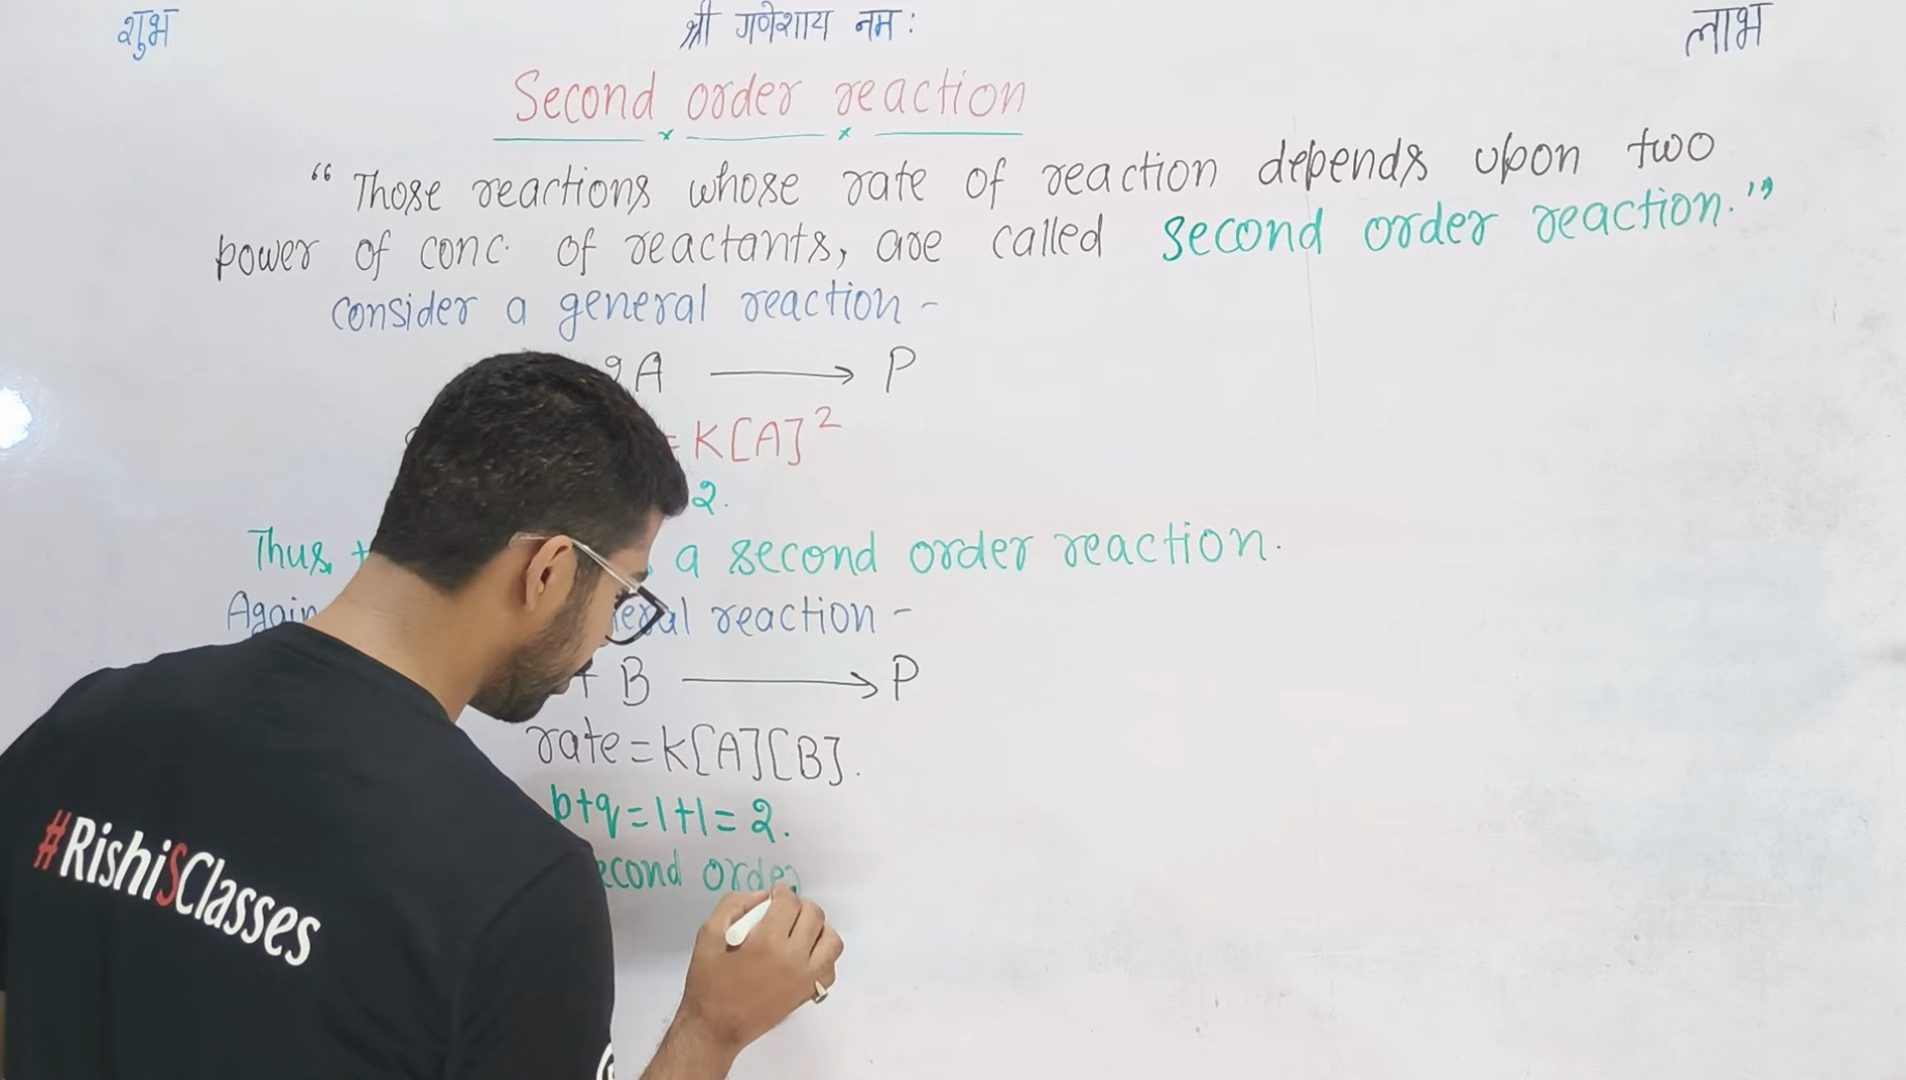 शुभ श्री गणेशाय नमः लाभ
Second order reaction
“Those reactions whose rate of reaction depends upon two
power of conc. of reactants, are called second order reaction.”
consider a general reaction -
2A ⟶ P
= K[A]²
2.
Thus, a second order reaction.
Again reaction -
+ B ⟶ P
rate=K[A][B].
p+q=1+1=2.
order
#RishiSClasses